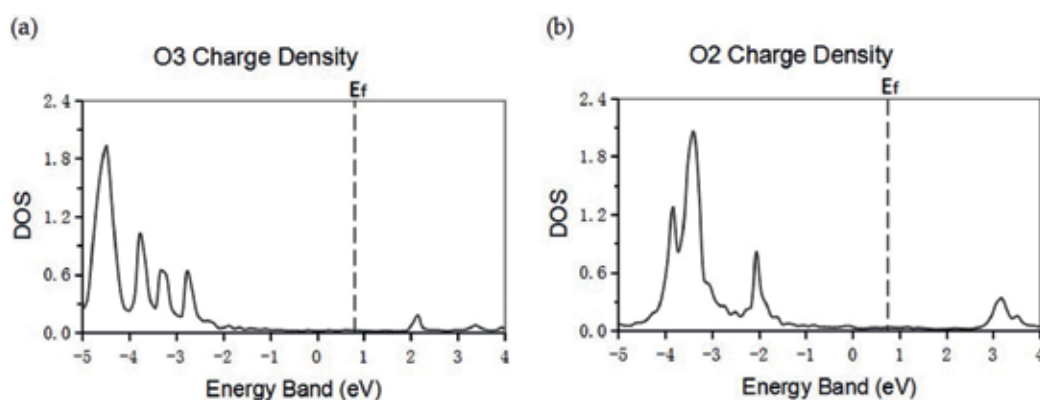 (a)
O3 Charge Density
Ef
2.4
1.8
1.2
0.6
0.0
DOS
-5 -4 -3 -2 -1 0 1 2 3 4
Energy Band (eV)
(b)
O2 Charge Density
Ef
2.4
1.8
1.2
0.6
0.0
DOS
-5 -4 -3 -2 -1 0 1 2 3 4
Energy Band (eV)